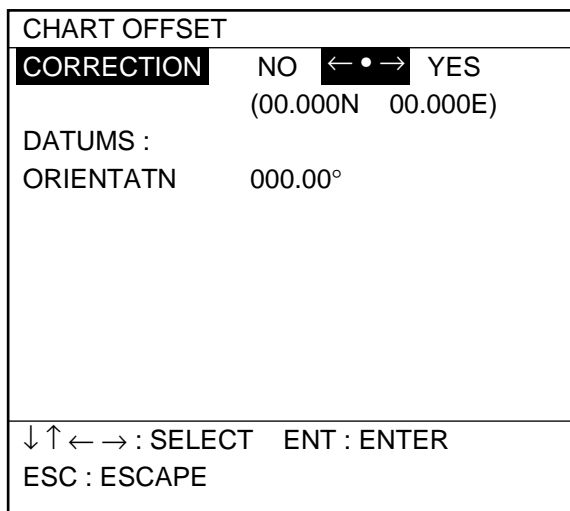 CHART OFFSET
CORRECTION NO ←•→ YES
(00.000N 00.000E)
DATUMS :
ORIENTATN 000.00°
↓↑←→ : SELECT ENT : ENTER
ESC : ESCAPE